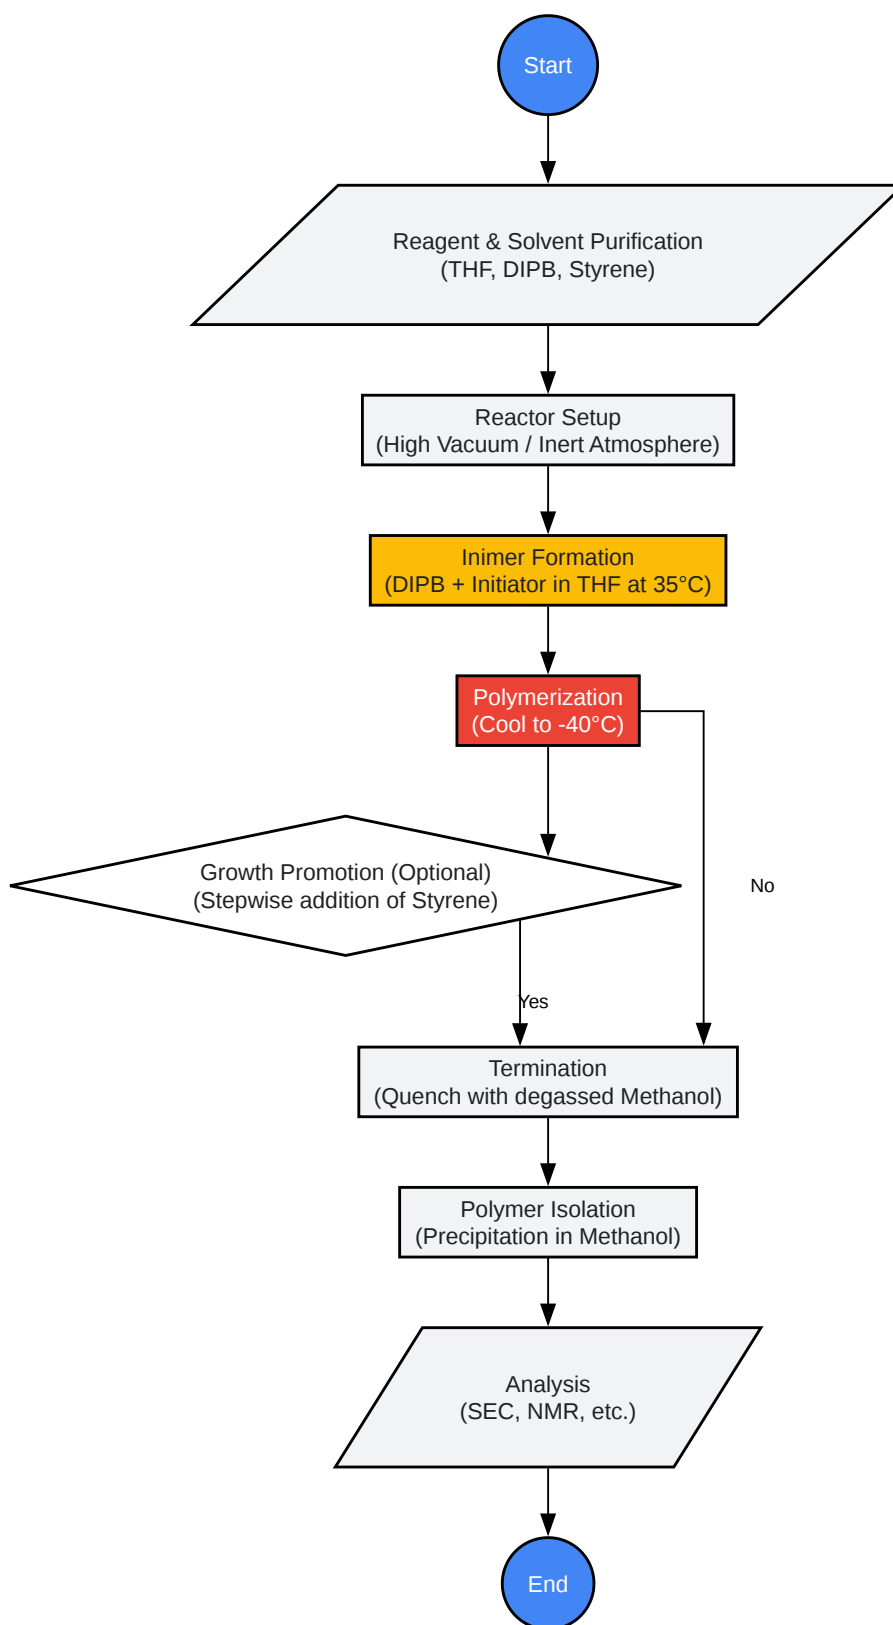 Start
Reagent & Solvent Purification
(THF, DIPB, Styrene)
Reactor Setup
(High Vacuum / Inert Atmosphere)
Inimer Formation
(DIPB + Initiator in THF at 35°C)
Polymerization
(Cool to -40°C)
Growth Promotion (Optional)
(Stepwise addition of Styrene)
No
Yes
Termination
(Quench with degassed Methanol)
Polymer Isolation
(Precipitation in Methanol)
Analysis
(SEC, NMR, etc.)
End